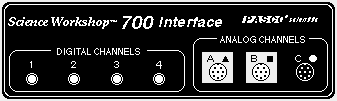 Science Workshop™ 700 Interface PASCO scientific
DIGITAL CHANNELS ANALOG CHANNELS
1 2 3 4 A B C